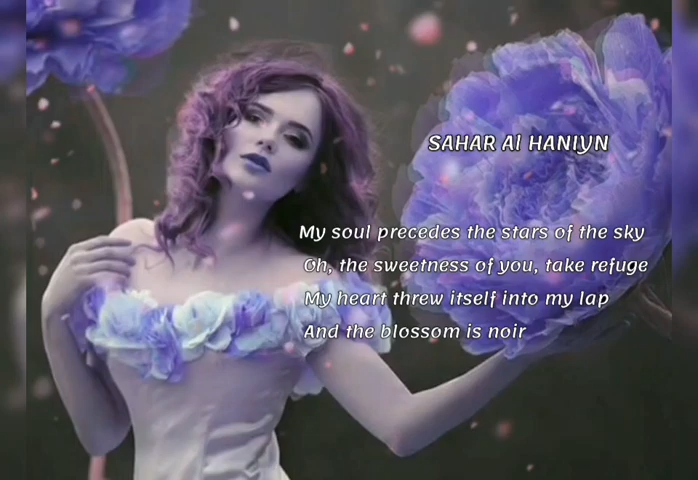 SAHAR Al HANIYN
My soul precedes the stars of the sky
Oh, the sweetness of you, take refuge
My heart threw itself into my lap
And the blossom is noir